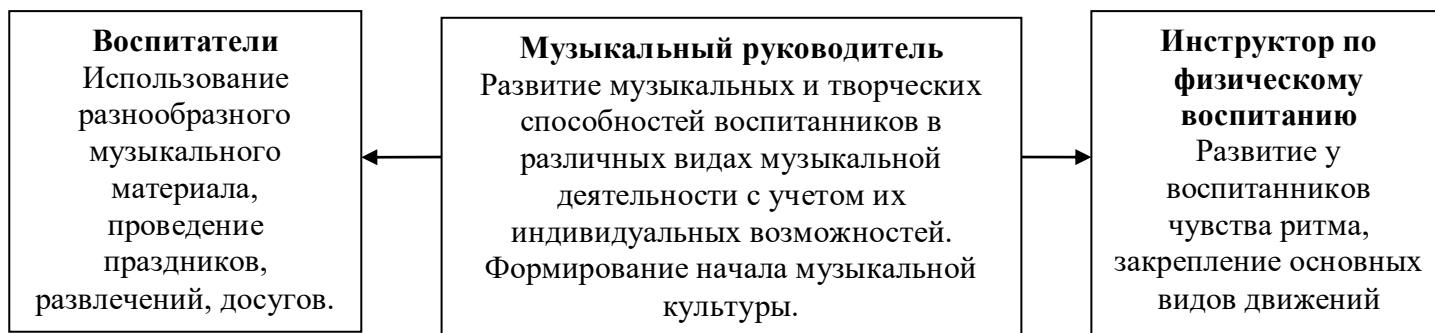 Воспитатели
Использование
разнообразного
музыкального
материала,
проведение
праздников,
развлечений, досугов.
Музыкальный руководитель
Развитие музыкальных и творческих
способностей воспитанников в
различных видах музыкальной
деятельности с учетом их
индивидуальных возможностей.
Формирование начала музыкальной
культуры.
Инструктор по
физическому
воспитанию
Развитие у
воспитанников
чувства ритма,
закрепление основных
видов движений